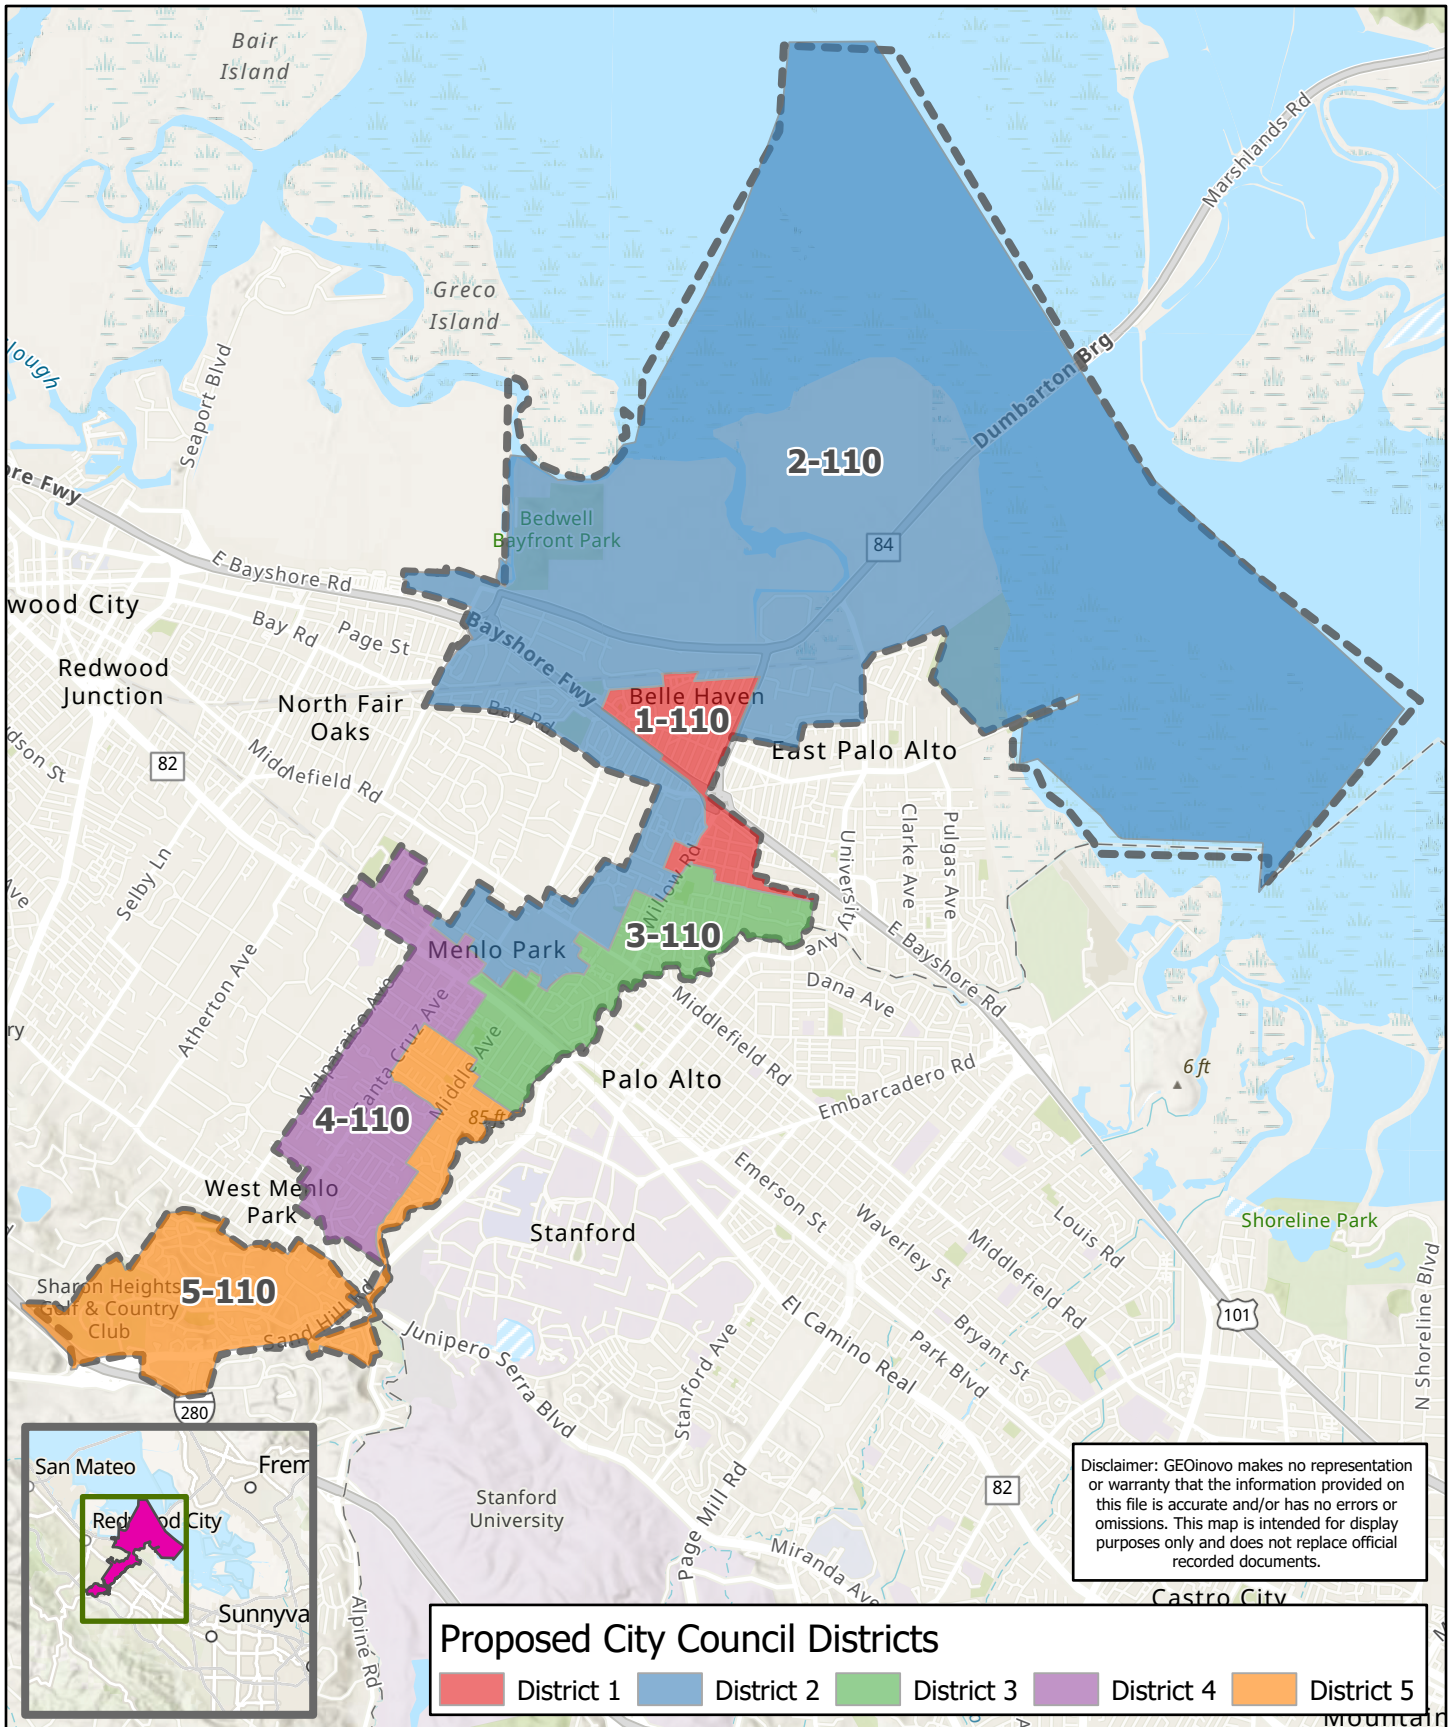 Bair
Island
Marshlands Rd
Greco
Island
lough
Seaport Blvd
Dumbarton Brg
2-110
ore Fwy
Bedwell
Bayfront Park
84
E Bayshore Rd
wood City
Bay Rd
Page St
Bayshore Fwy
Redwood
Junction
North Fair
Oaks
Belle Haven
1-110
Bay Rd
East Palo Alto
dson St
82
Middlefield Rd
Selby Ln
Ave
Willow Rd
University Ave
Clarke Ave
Pulgas Ave
3-110
Menlo Park
E Bayshore Rd
Atherton Ave
Valparaiso Ave
Santa Cruz Ave
Middle Ave
Dana Ave
Middlefield Rd
ry
Palo Alto
Embarcadero Rd
6 ft
4-110
85 ft
West Menlo
Park
Emerson St
Waverley St
Middlefield Rd
Louis Rd
Shoreline Park
Stanford
N Shoreline Blvd
Sharon Heights
Golf & Country
Club
5-110
Sand Hill Rd
Junipero Serra Blvd
Stanford Ave
El Camino Real
Park Blvd
Bryant St
101
280
San Mateo
Frem
Redwood City
Sunnyva
Stanford
University
Page Mill Rd
82
Miranda Ave
Alpine Rd
Disclaimer: GEOinovo makes no representation
or warranty that the information provided on
this file is accurate and/or has no errors or
omissions. This map is intended for display
purposes only and does not replace official
recorded documents.
Castro City
Proposed City Council Districts
District 1
District 2
District 3
District 4
District 5
Mountain